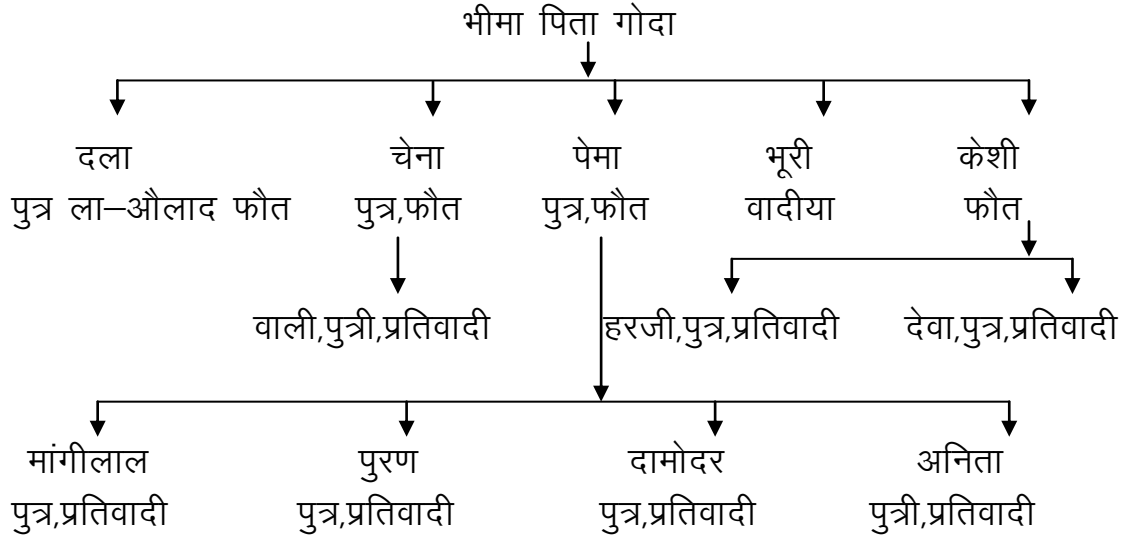 भीमा पिता गोदा
दला चेना पेमा भूरी केशी
पुत्र ला–औलाद फौत पुत्र,फौत पुत्र,फौत वादीया फौत
वाली,पुत्री,प्रतिवादी हरजी,पुत्र,प्रतिवादी देवा,पुत्र,प्रतिवादी
मांगीलाल पुरण दामोदर अनिता
पुत्र,प्रतिवादी पुत्र,प्रतिवादी पुत्र,प्रतिवादी पुत्री,प्रतिवादी